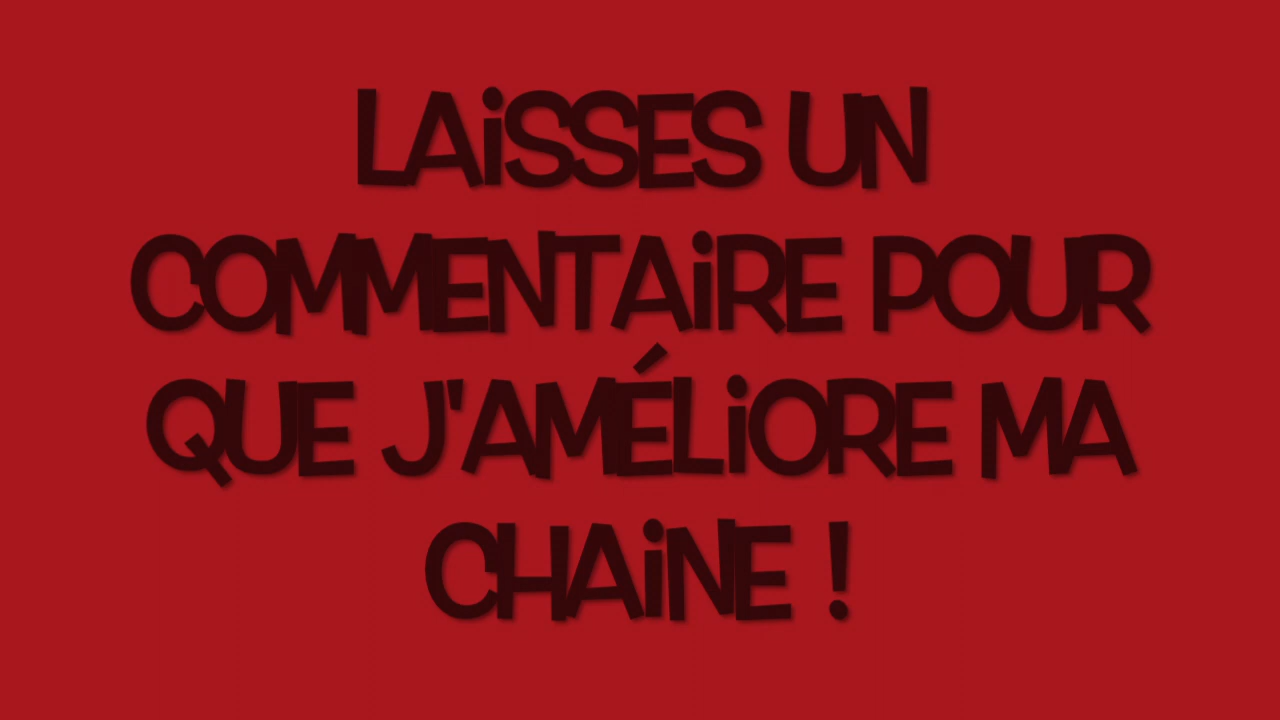 LAiSSES UN
COMMENTAiRE POUR
QUE J'AMÉLiORE MA
CHAiNE !